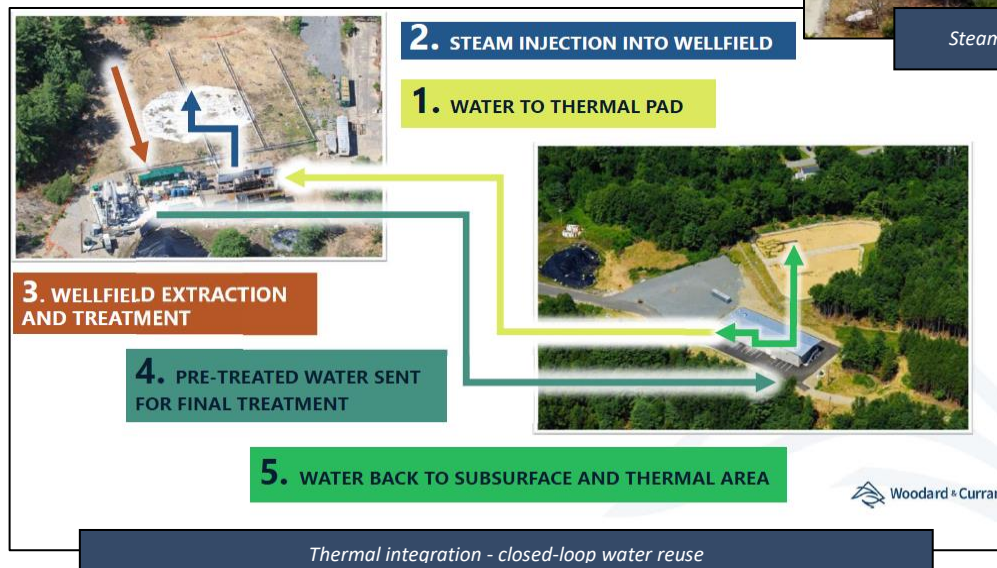 Steam
2. STEAM INJECTION INTO WELLFIELD
1. WATER TO THERMAL PAD
3. WELLFIELD EXTRACTION
AND TREATMENT
4. PRE-TREATED WATER SENT
FOR FINAL TREATMENT
5. WATER BACK TO SUBSURFACE AND THERMAL AREA
Woodard & Curran
Thermal integration - closed-loop water reuse